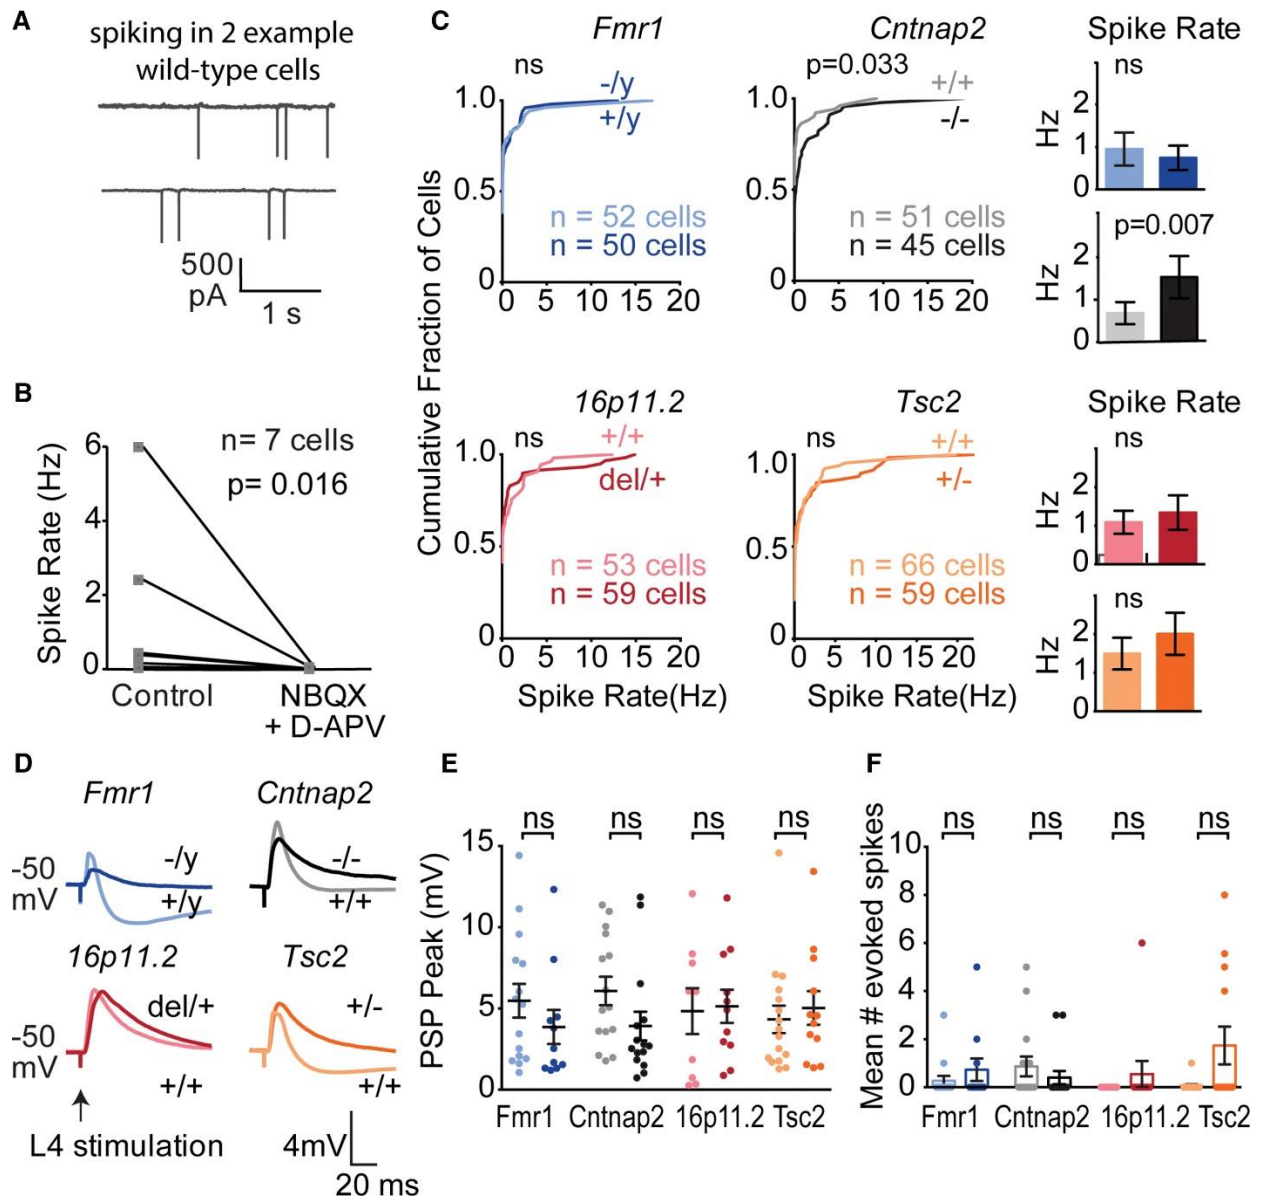 A
spiking in 2 example
wild-type cells
500
pA
1 s
B
Spike Rate (Hz)
6
4
2
0
n= 7 cells
p= 0.016
Control
NBQX
+ D-APV
C
Cumulative Fraction of Cells
Fmr1
ns
-/y
+/y
1.0
0.5
0
n = 52 cells
n = 50 cells
0 5 10 15 20
Cntnap2
p=0.033
+/+
-/-
1.0
0.5
0
n = 51 cells
n = 45 cells
0 5 10 15 20
Spike Rate
ns
Hz
2
1
0
p=0.007
Hz
2
1
0
16p11.2
ns
+/+
del/+
1.0
0.5
0
n = 53 cells
n = 59 cells
0 5 10 15 20
Spike Rate(Hz)
Tsc2
ns
+/+
+/-
1.0
0.5
0
n = 66 cells
n = 59 cells
0 5 10 15 20
Spike Rate(Hz)
Spike Rate
ns
Hz
2
1
0
ns
Hz
2
1
0
D
Fmr1
-50
mV
-/y
+/y
Cntnap2
-/-
+/+
16p11.2
-50
mV
del/+
+/+
Tsc2
+/-
+/+
L4 stimulation
4mV
20 ms
E
PSP Peak (mV)
15
10
5
0
ns ns ns ns
Fmr1 Cntnap2 16p11.2 Tsc2
F
Mean # evoked spikes
10
8
6
4
2
0
ns ns ns ns
Fmr1 Cntnap2 16p11.2 Tsc2